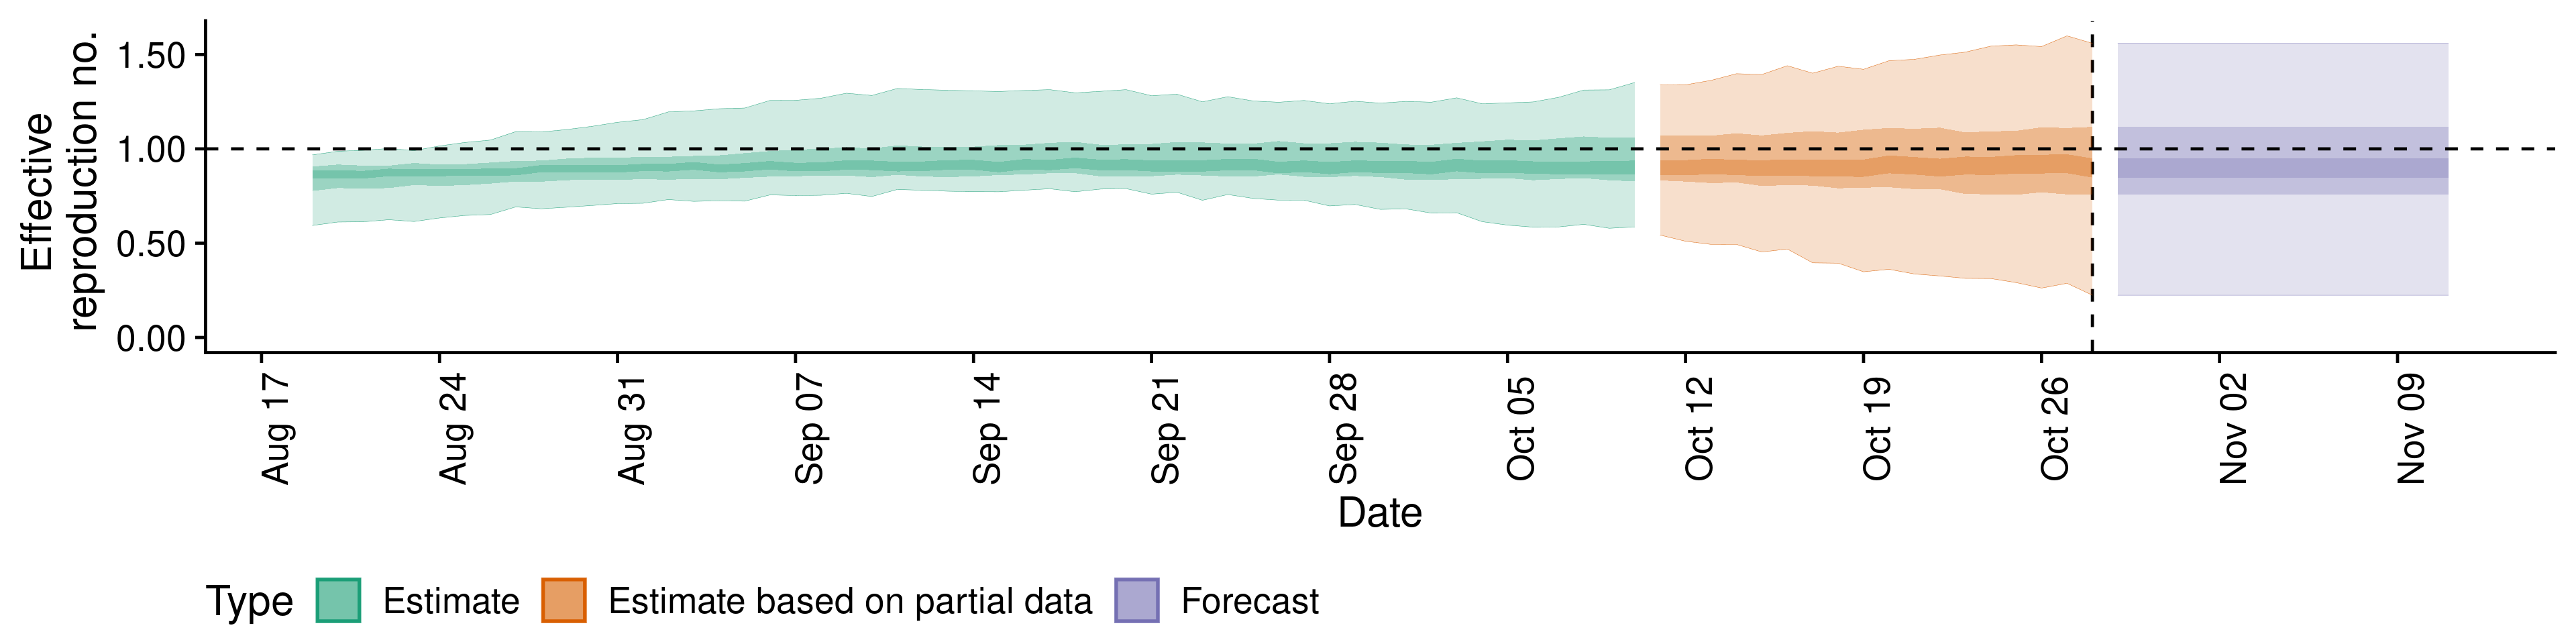 Effective
reproduction no.
1.50
1.00
0.50
0.00
Aug 17
Aug 24
Aug 31
Sep 07
Sep 14
Sep 21
Sep 28
Oct 05
Oct 12
Oct 19
Oct 26
Nov 02
Nov 09
Date
Type Estimate Estimate based on partial data Forecast